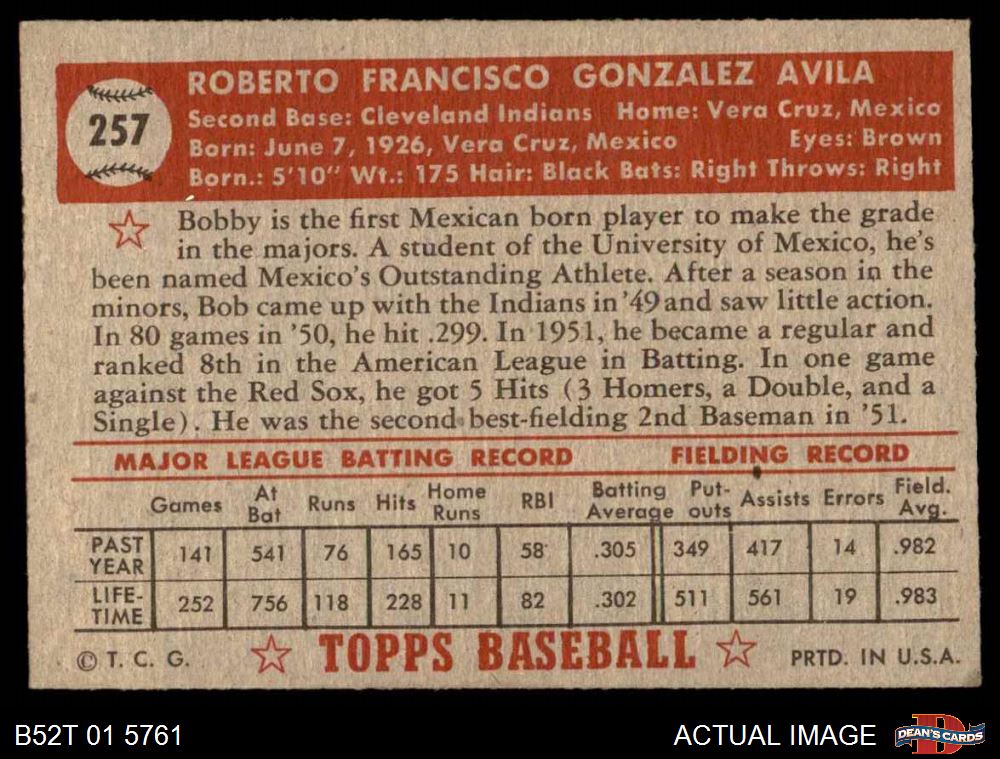 257
ROBERTO FRANCISCO GONZALEZ AVILA
Second Base: Cleveland Indians Home: Vera Cruz, Mexico
Born: June 7, 1926, Vera Cruz, Mexico Eyes: Brown
Born.: 5'10" Wt.: 175 Hair: Black Bats: Right Throws: Right
Bobby is the first Mexican born player to make the grade
in the majors. A student of the University of Mexico, he's
been named Mexico's Outstanding Athlete. After a season in the
minors, Bob came up with the Indians in '49 and saw little action.
In 80 games in '50, he hit .299. In 1951, he became a regular and
ranked 8th in the American League in Batting. In one game
against the Red Sox, he got 5 Hits (3 Homers, a Double, and a
Single). He was the second best-fielding 2nd Baseman in '51.
MAJOR LEAGUE BATTING RECORD FIELDING RECORD
Games At Bat Runs Hits Home Runs RBI Batting Average Put-outs Assists Errors Field. Avg.
PAST YEAR 141 541 76 165 10 58 .305 349 417 14 .982
LIFE-TIME 252 756 118 228 11 82 .302 511 561 19 .983
© T. C. G. TOPPS BASEBALL PRTD. IN U.S.A.
B52T 01 5761 ACTUAL IMAGE DEAN'S CARDS